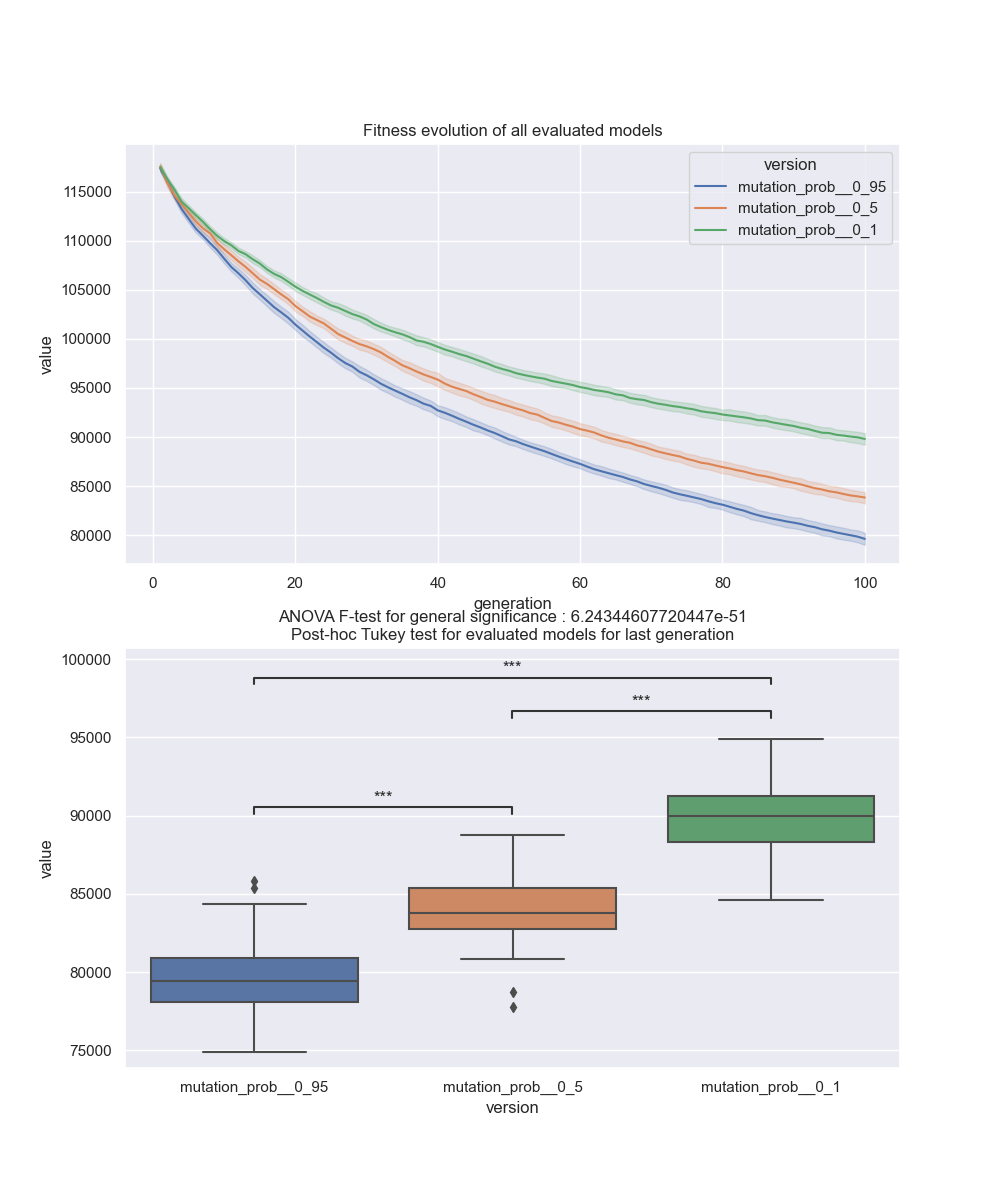 Fitness evolution of all evaluated models
value
115000
110000
105000
100000
95000
90000
85000
80000
version
mutation_prob__0_95
mutation_prob__0_5
mutation_prob__0_1
0 20 40 60 80 100
generation
ANOVA F-test for general significance : 6.24344607720447e-51
Post-hoc Tukey test for evaluated models for last generation
value
100000
95000
90000
85000
80000
75000
***
***
***
mutation_prob__0_95 mutation_prob__0_5 mutation_prob__0_1
version